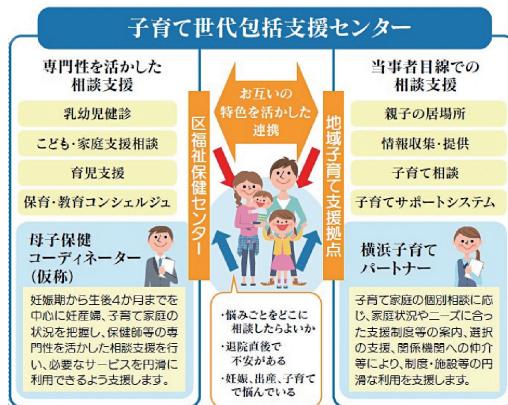 子育て世代包括支援センター
専門性を活かした
相談支援
乳幼児健診
こども・家庭支援相談
育児支援
保育・教育コンシェルジュ
母子保健
コーディネーター
(仮称)
妊娠期から生後4か月までを
中心に妊産婦、子育て家庭の
状況を把握し、保健師等の専
門性を活かした相談支援を行
い、必要なサービスを円滑に
利用できるよう支援します。
区福祉保健センター
お互いの
特色を活かした
連携
地域子育て支援拠点
・悩みごとをどこに
相談したらよいか
・退院直後で
不安がある
・妊娠、出産、子育て
で悩んでいる
当事者目線での
相談支援
親子の居場所
情報収集・提供
子育て相談
子育てサポートシステム
横浜子育て
パートナー
子育て家庭の個別相談に応
じ、家庭状況やニーズに合っ
た支援制度等の案内、選択
の支援、関係機関への仲介
等により、制度・施設等の円
滑な利用を支援します。